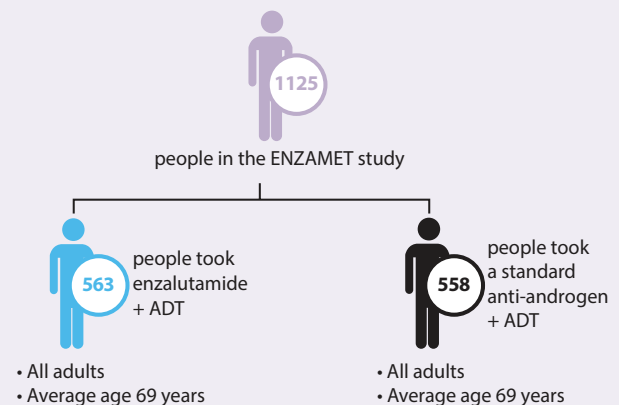 1125
people in the ENZAMET study
563
people took
enzalutamide
+ ADT
• All adults
• Average age 69 years
558
people took
a standard
anti-androgen
+ ADT
• All adults
• Average age 69 years